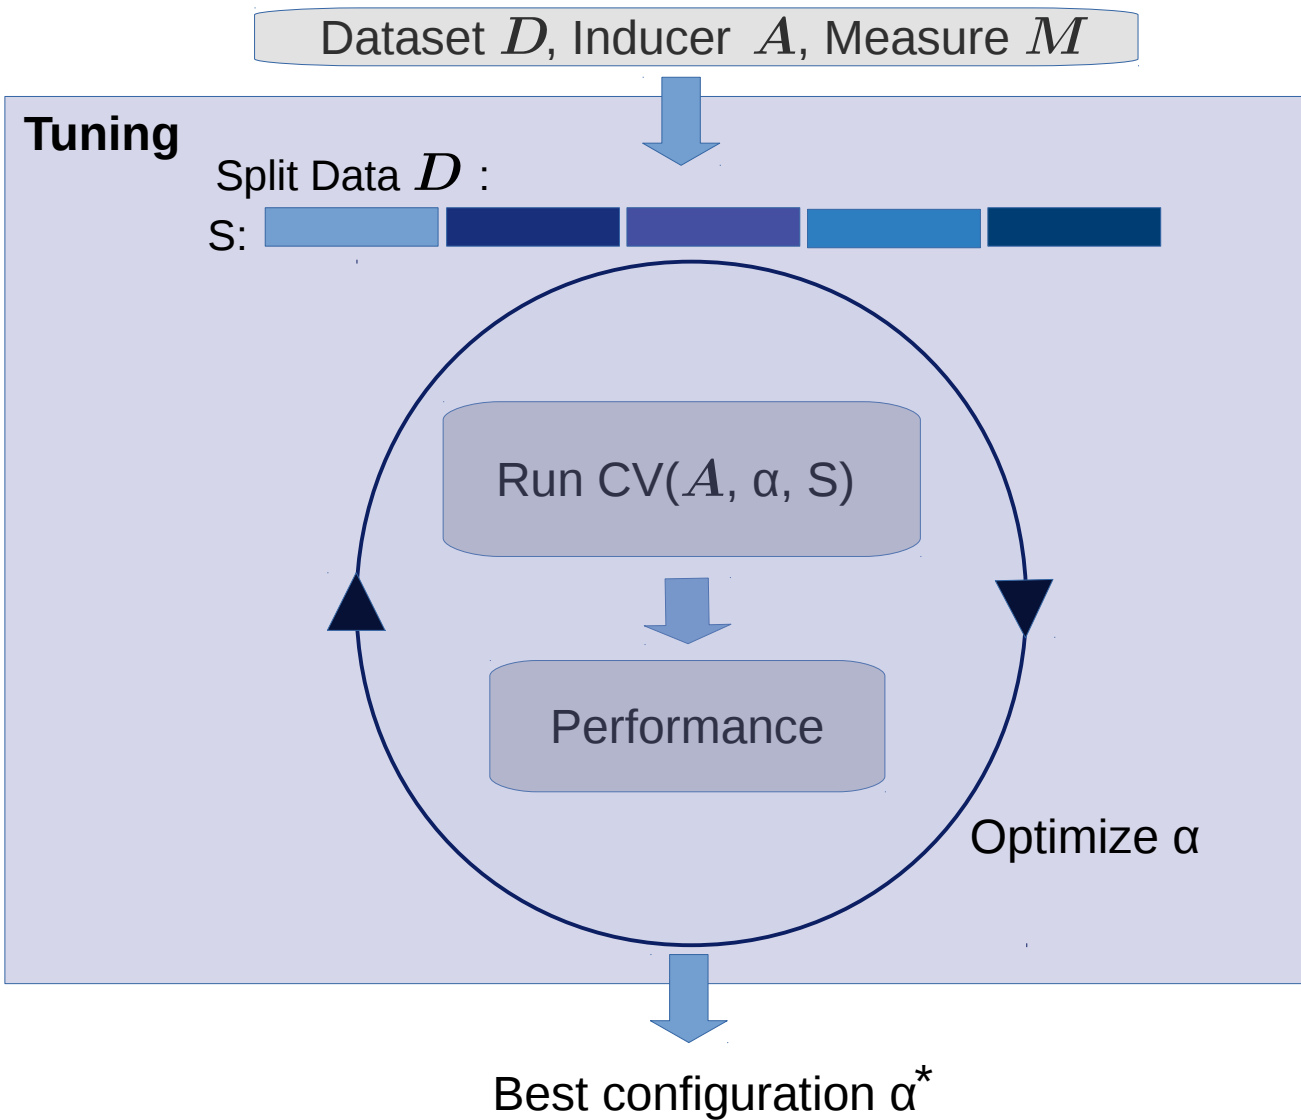 Dataset D, Inducer A, Measure M
Tuning
Split Data D :
S:
Run CV(A, α, S)
Performance
Optimize α
Best configuration α*